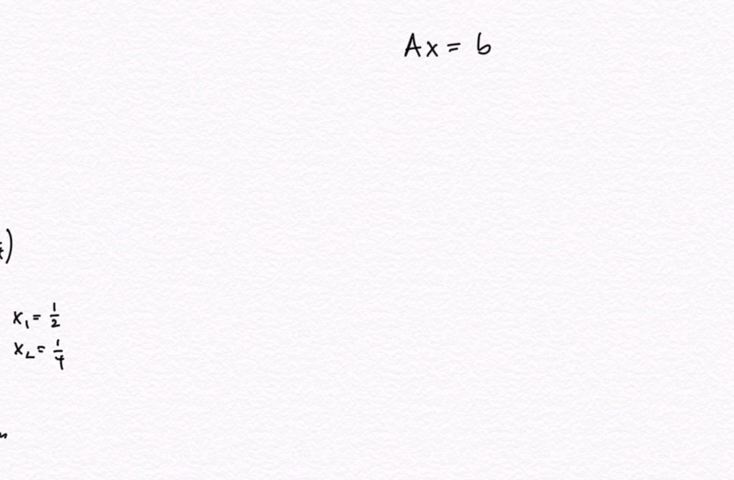 Ax = b
x₁ = 1/2
x₂ = 1/4